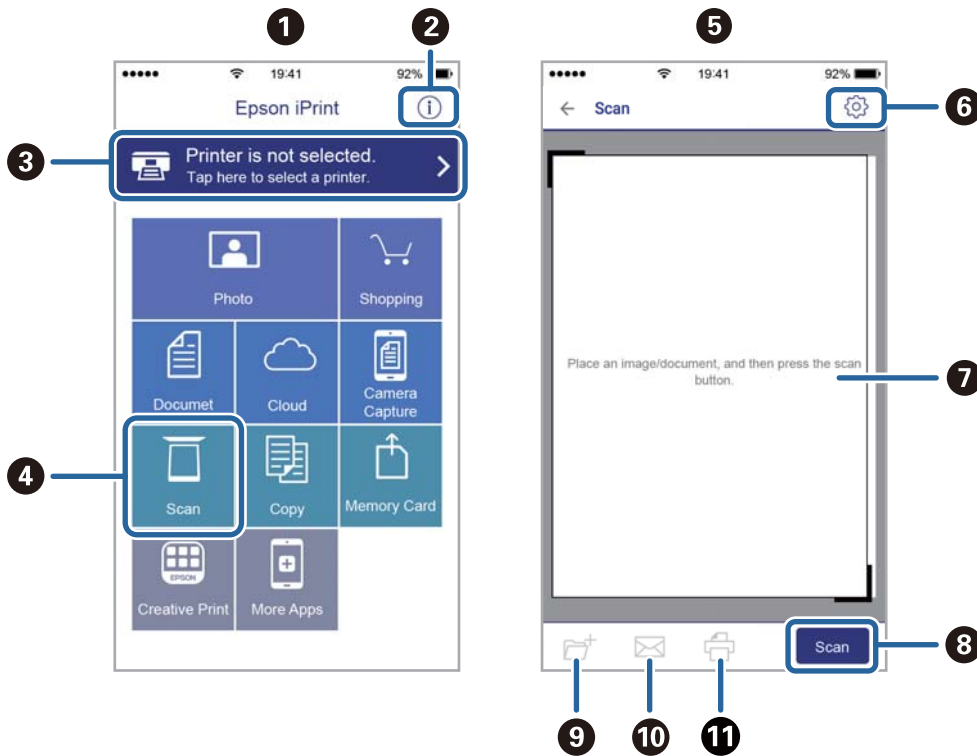 1
2
5
19:41
92%
Epson iPrint
i
3
Printer is not selected.
Tap here to select a printer.
Photo
Shopping
Documet
Cloud
Camera
Capture
4
Scan
Copy
Memory Card
EPSON
Creative Print
More Apps
19:41
92%
Scan
6
Place an image/document, and then press the scan
button.
7
Scan
8
9
10
11